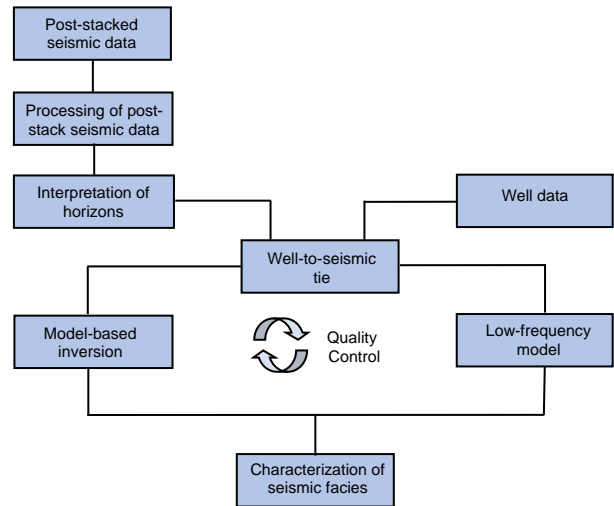 Post-stacked
seismic data
Processing of post-
stack seismic data
Interpretation of
horizons
Well data
Well-to-seismic
tie
Model-based
inversion
Quality
Control
Low-frequency
model
Characterization of
seismic facies